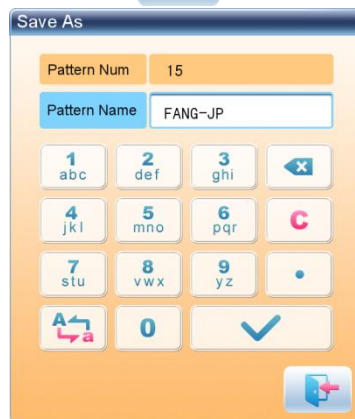 Save As
Pattern Num 15
Pattern Name FANG-JP
1 2 3
abc def ghi
4 5 6 C
jkl mno pqr
7 8 9 •
stu vwx yz
A a 0